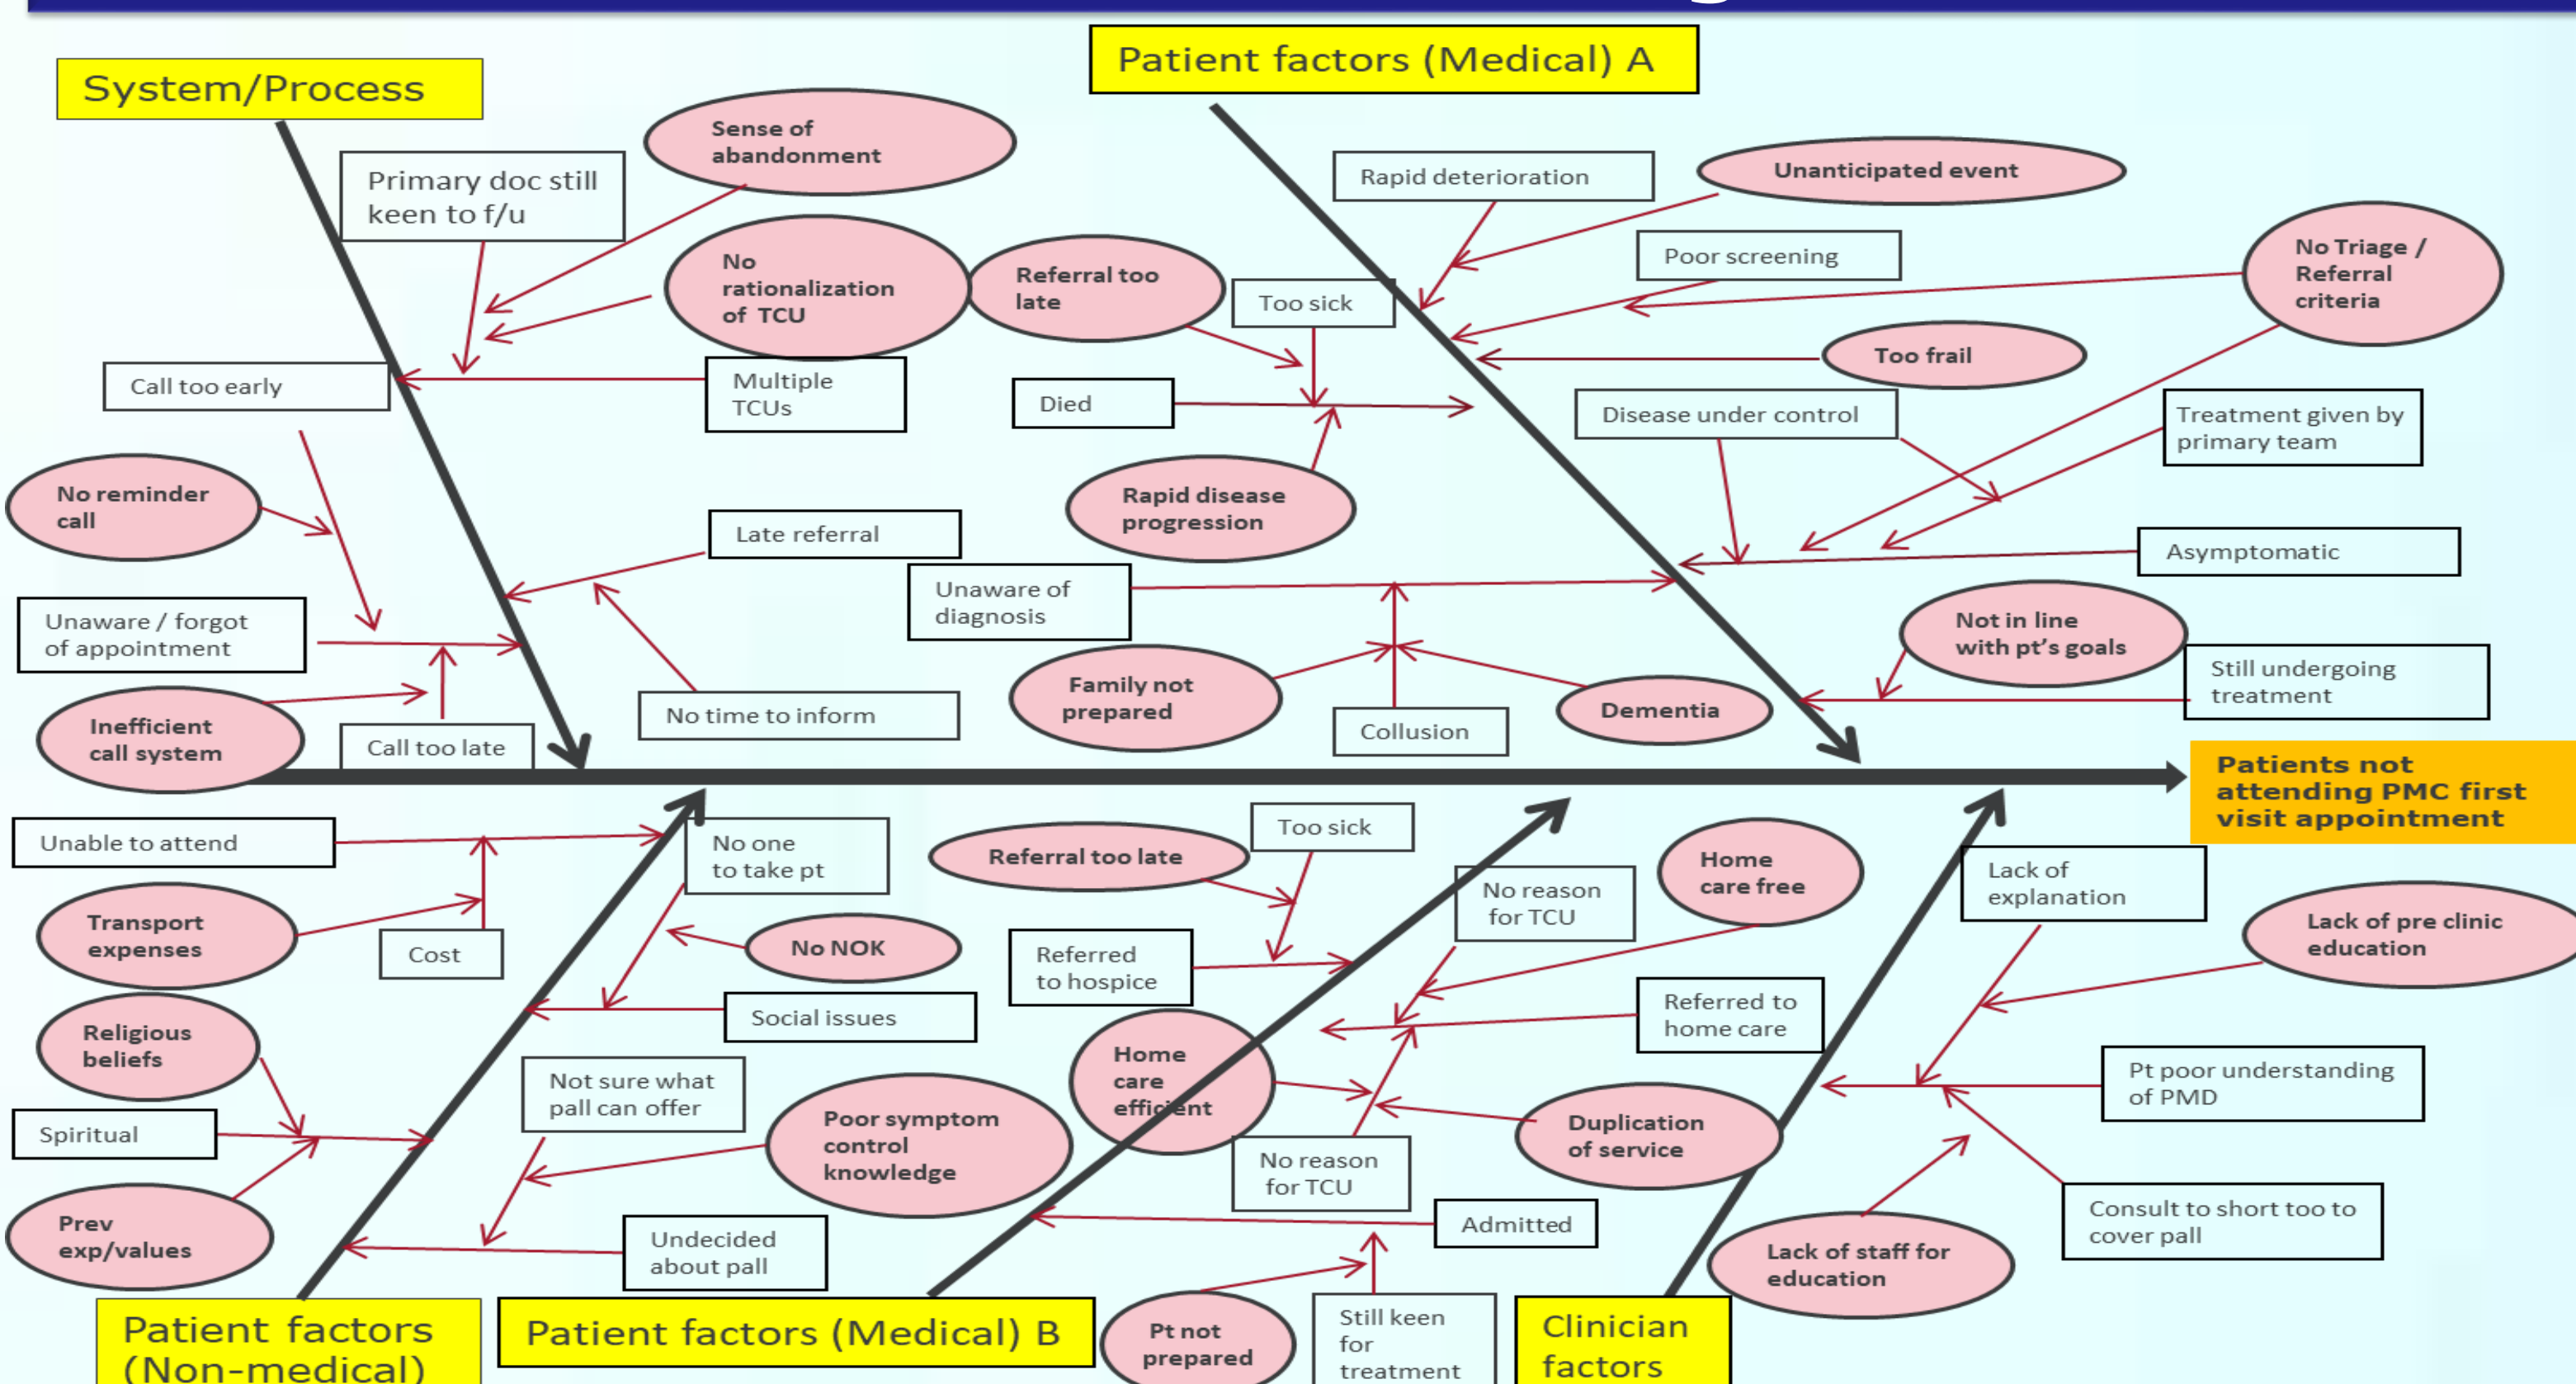 Patient factors (Medical) A
System/Process
Sense of
abandonment
Primary doc still
keen to f/u
Rapid deterioration
Unanticipated event
No
rationalization
of TCU
Referral too
late
Too sick
Poor screening
No Triage /
Referral
criteria
Too frail
Call too early
Multiple
TCUs
Died
Disease under control
Treatment given by
primary team
No reminder
call
Rapid disease
progression
Late referral
Asymptomatic
Unaware of
diagnosis
Unaware / forgot
of appointment
Not in line
with pt's goals
Still undergoing
treatment
Family not
prepared
Dementia
No time to inform
Collusion
Inefficient
call system
Call too late
Patients not
attending PMC first
visit appointment
Unable to attend
No one
to take pt
Referral too late
Too sick
No reason
for TCU
Home
care free
Lack of
explanation
Lack of pre clinic
education
Transport
expenses
Cost
No NOK
Referred
to hospice
Religious
beliefs
Social issues
Referred to
home care
Home
care
efficient
Not sure what
pall can offer
Poor symptom
control
knowledge
Duplication
of service
Pt poor understanding
of PMD
Spiritual
No reason
for TCU
Prev
exp/values
Undecided
about pall
Admitted
Consult to short too to
cover pall
Lack of staff for
education
Patient factors
(Non-medical)
Patient factors (Medical) B
Pt not
prepared
Still keen
for
treatment
Clinician
factors